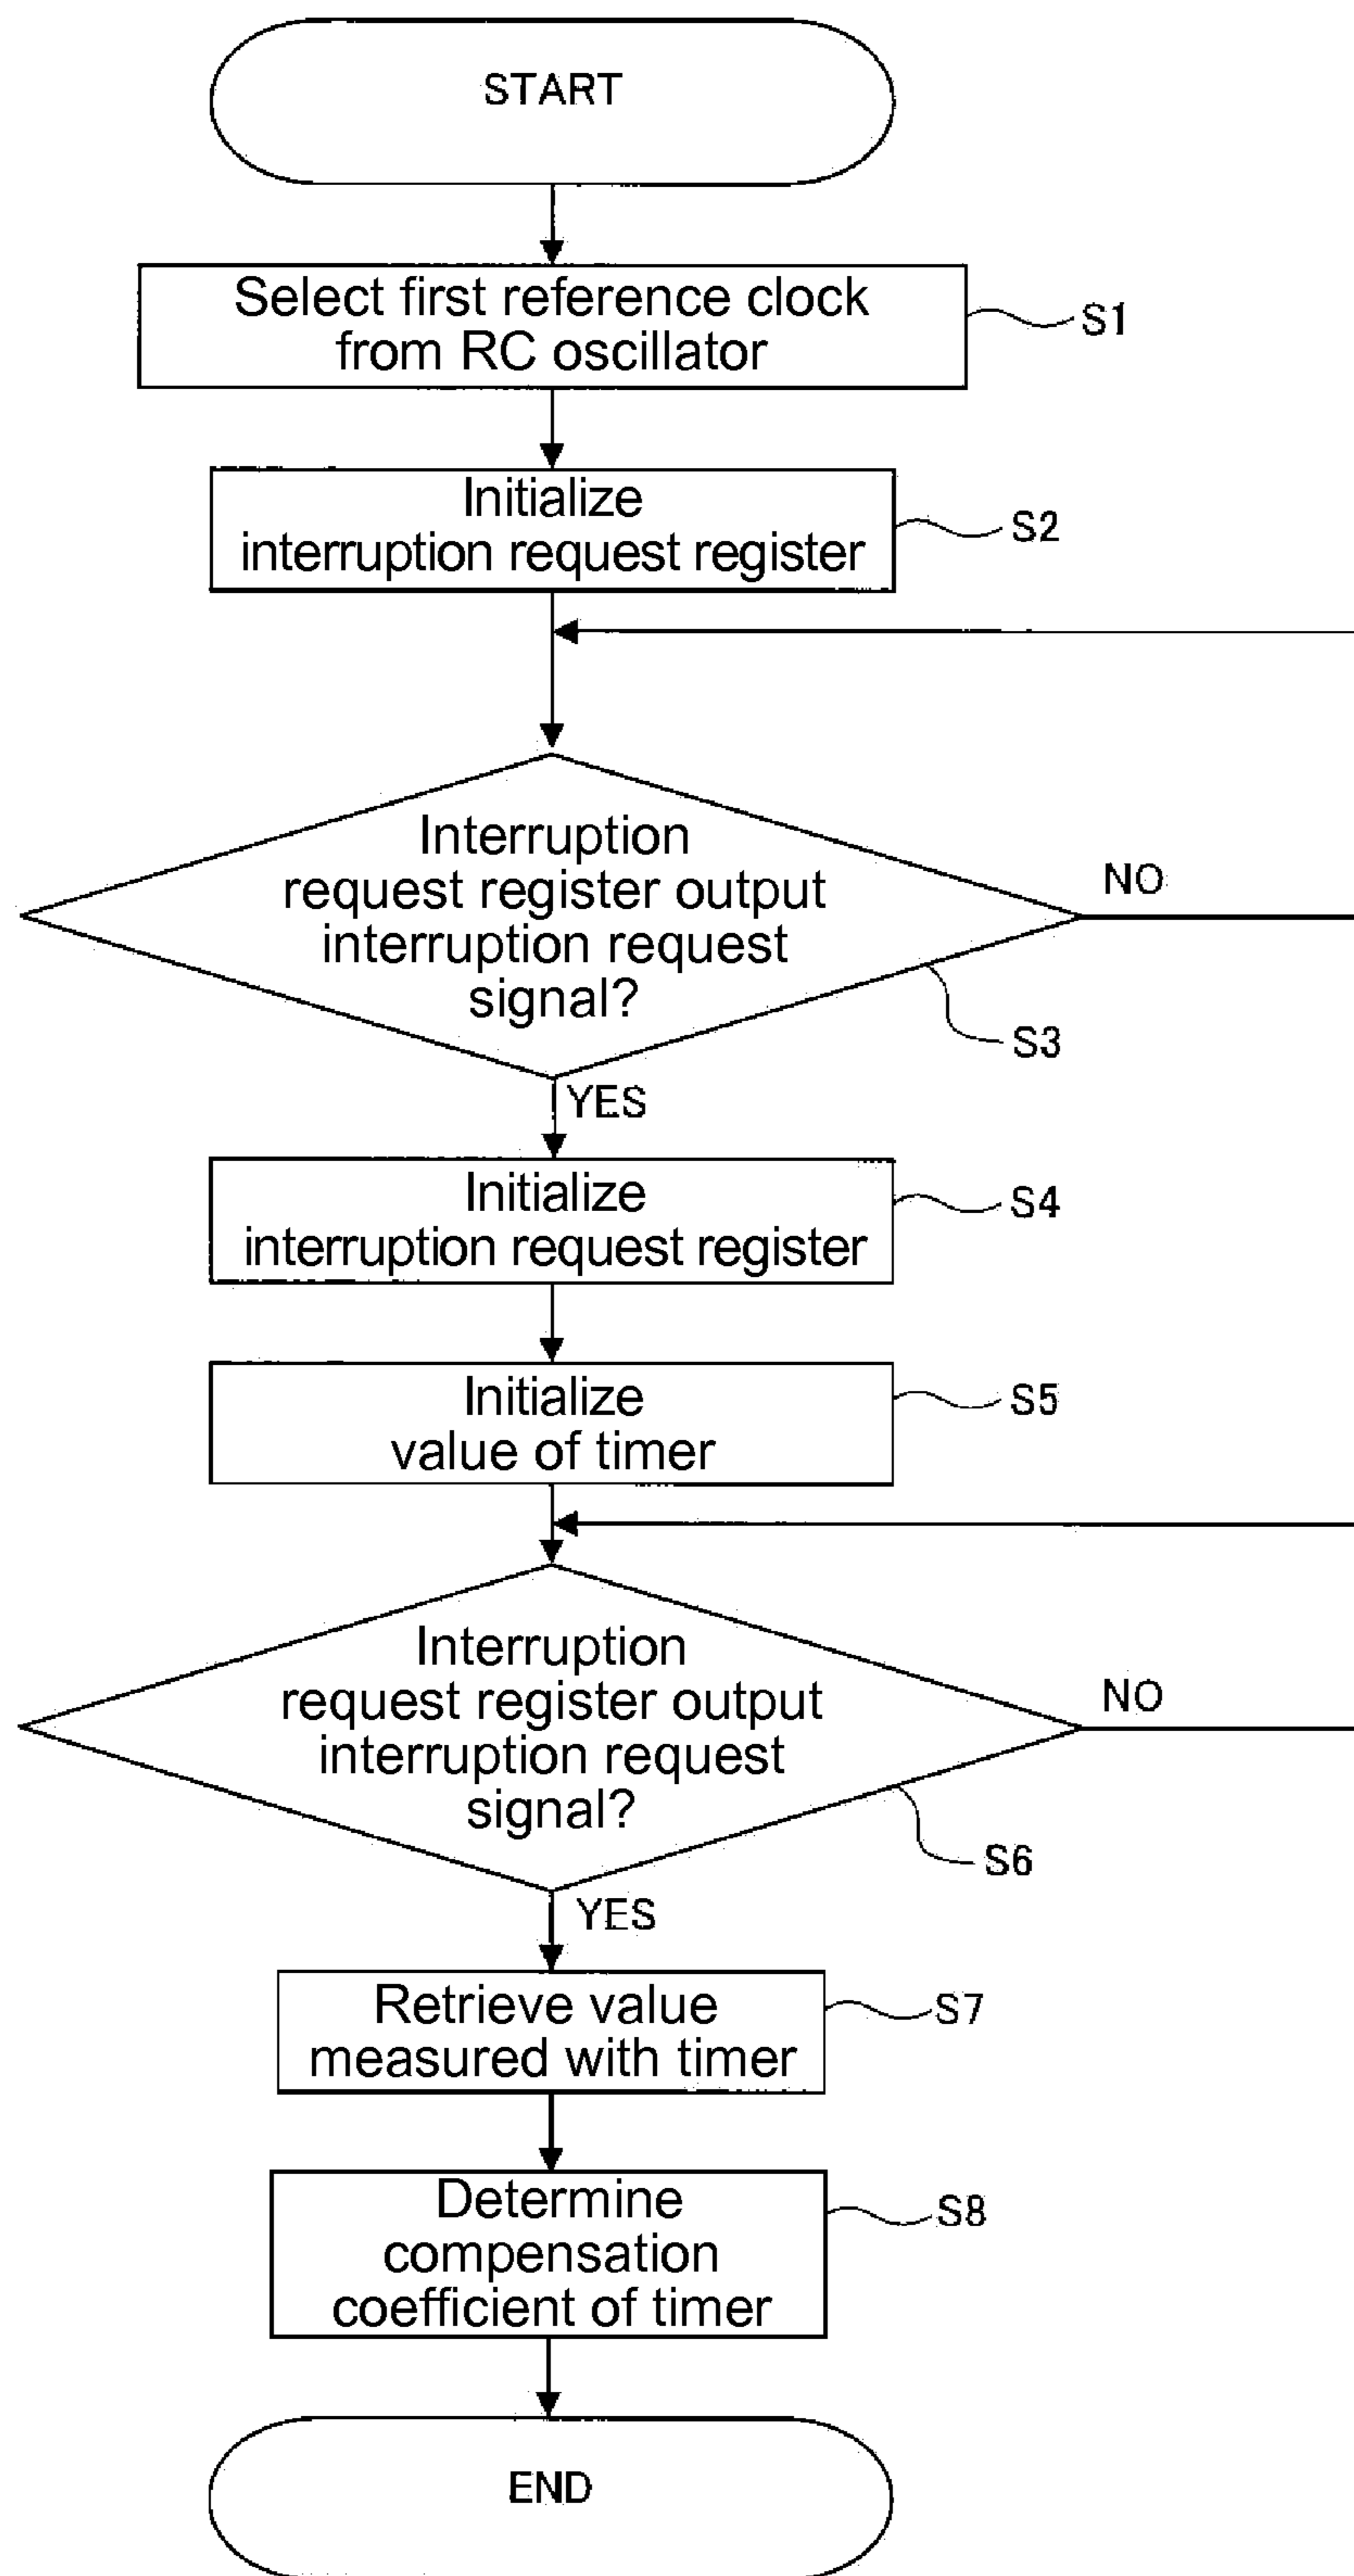 START
Select first reference clock
from RC oscillator
S1
Initialize
interruption request register
S2
Interruption
request register output
interruption request
signal?
NO
S3
YES
Initialize
interruption request register
S4
Initialize
value of timer
S5
Interruption
request register output
interruption request
signal?
NO
S6
YES
Retrieve value
measured with timer
S7
Determine
compensation
coefficient of timer
S8
END